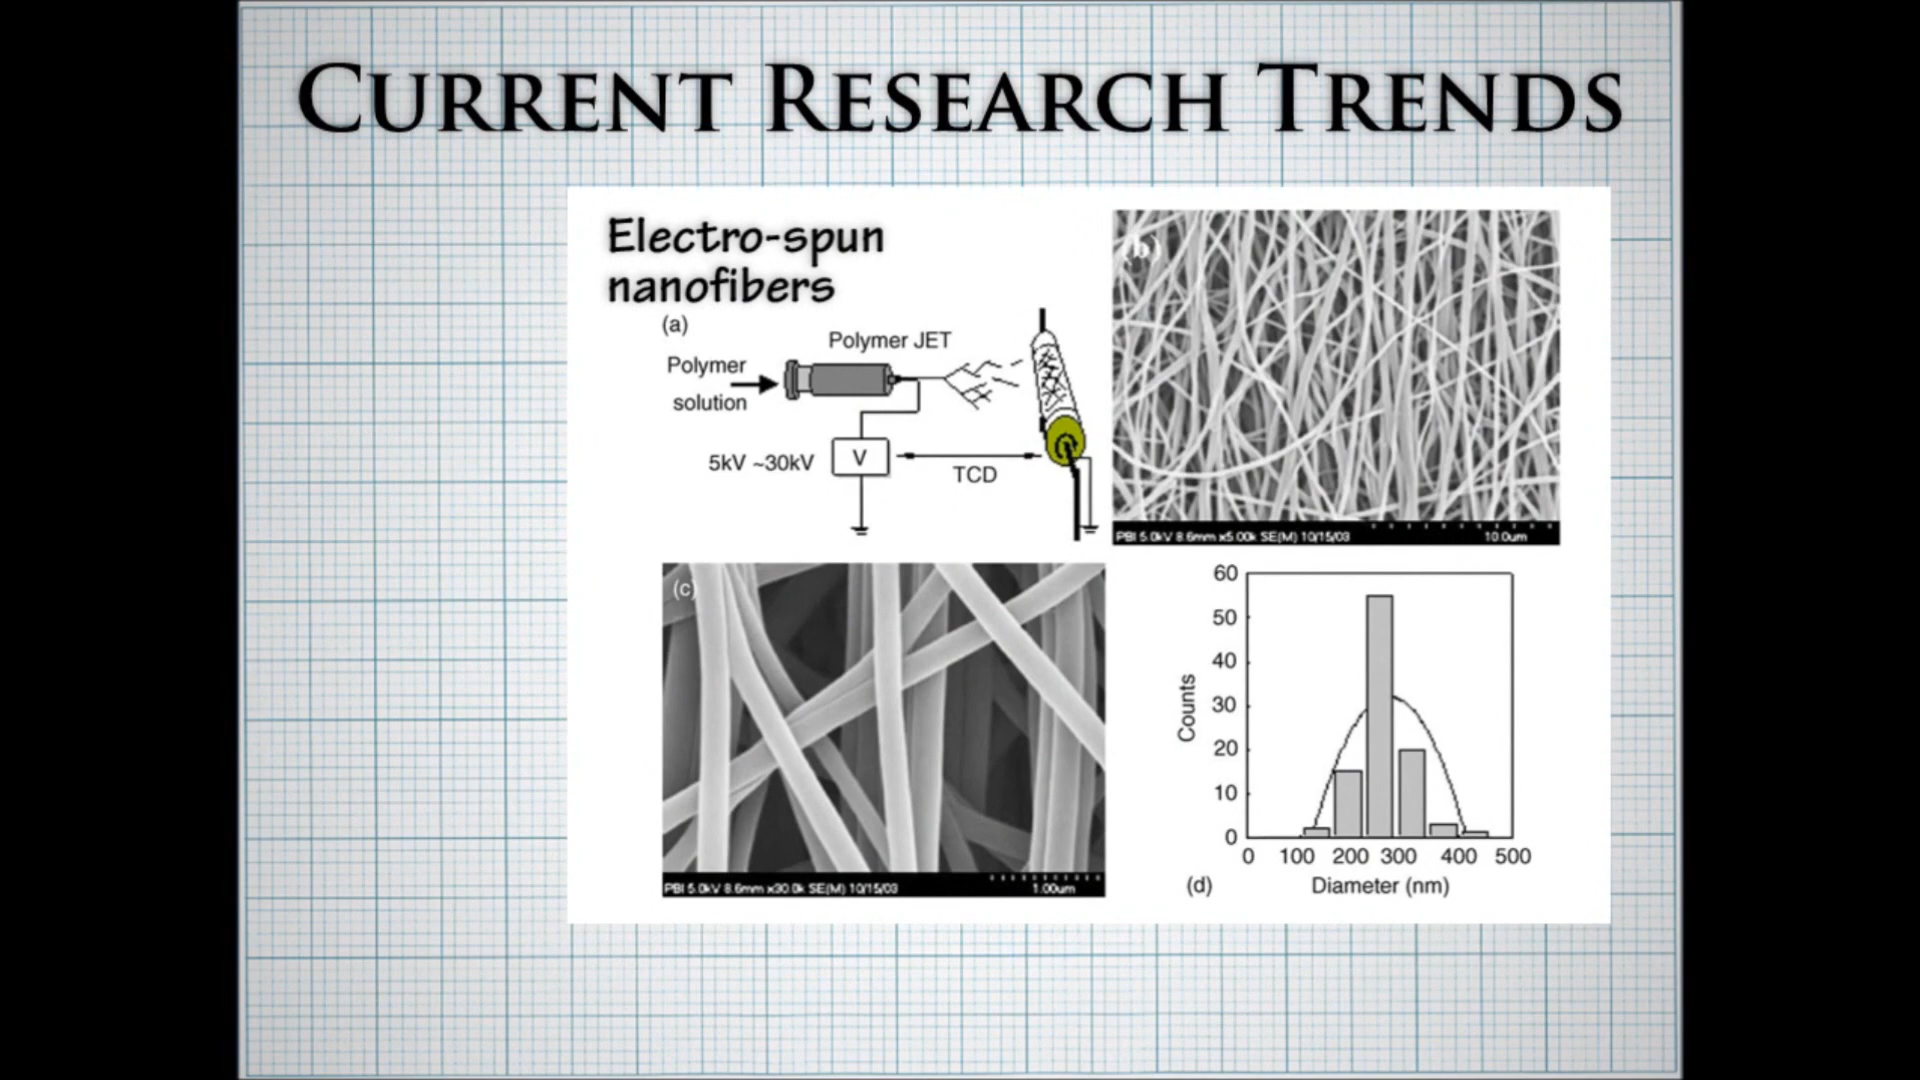 CURRENT RESEARCH TRENDS
Electro-spun
nanofibers
(a)
Polymer JET
Polymer
solution
5kV ~30kV
V
TCD
(b)
PBI 5.0kV 8.6mm x5.00k SE(M) 10/15/03
10.0um
(c)
PBI 5.0kV 8.6mm x30.0k SE(M) 10/15/03
1.00um
60
50
40
30
20
10
0
Counts
0 100 200 300 400 500
(d)
Diameter (nm)